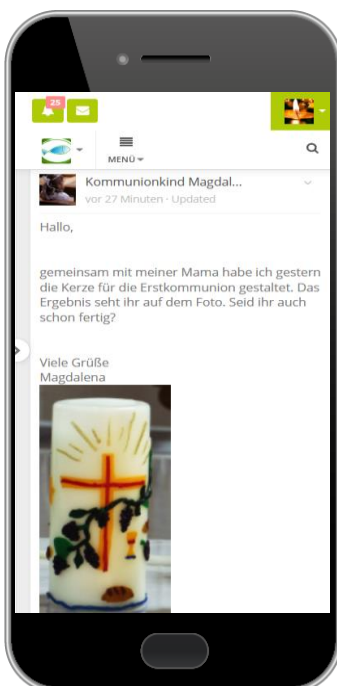 25
MENÜ
Kommunionkind Magdal...
vor 27 Minuten · Updated
Hallo,
gemeinsam mit meiner Mama habe ich gestern
die Kerze für die Erstkommunion gestaltet. Das
Ergebnis seht ihr auf dem Foto. Seid ihr auch
schon fertig?
Viele Grüße
Magdalena